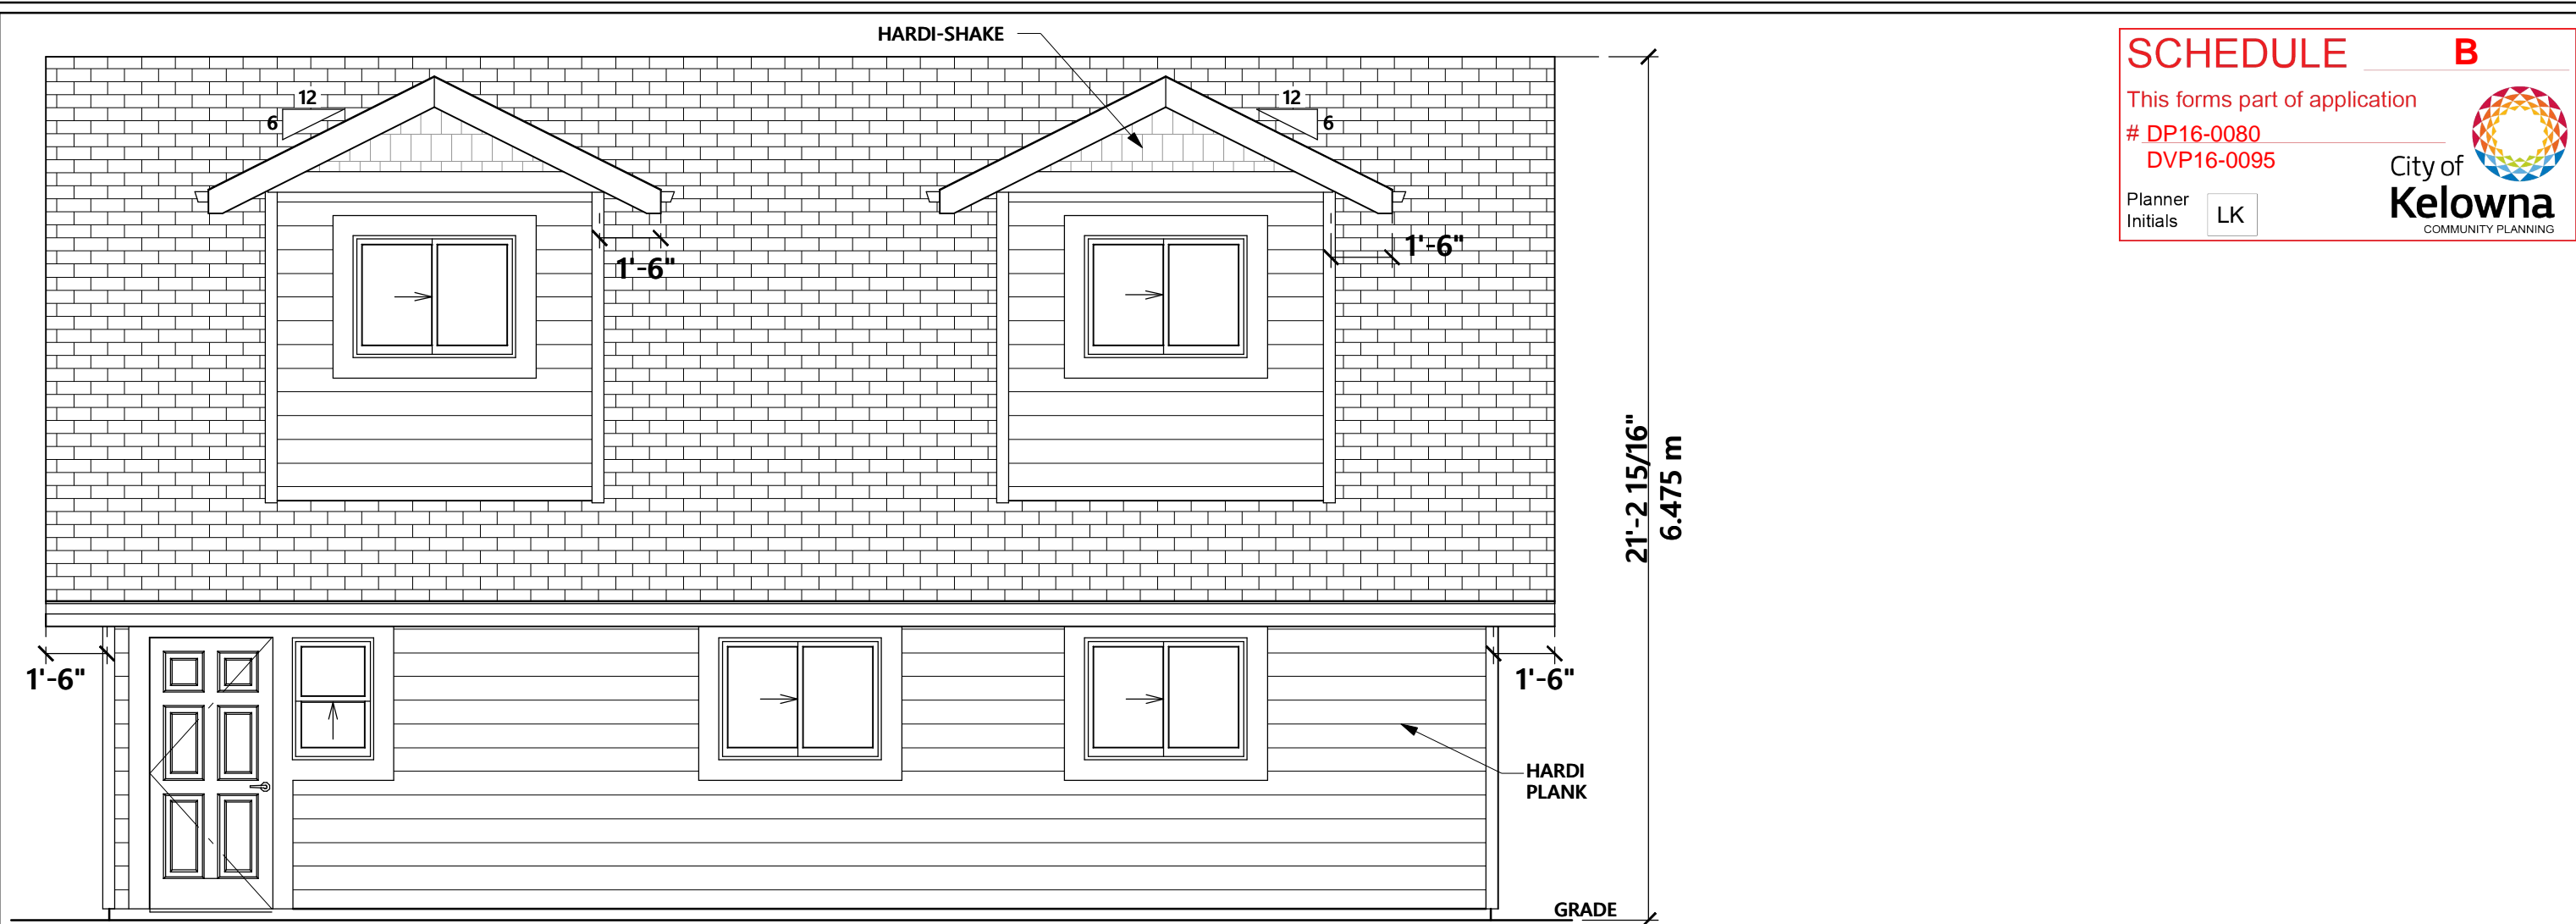 HARDI-SHAKE
12
6
12
6
1'-6"
1'-6"
21'-2 15/16"
6.475 m
1'-6"
1'-6"
HARDI
PLANK
GRADE
SCHEDULE B
This forms part of application
# DP16-0080
DVP16-0095
Planner
Initials
LK
City of
Kelowna
COMMUNITY PLANNING